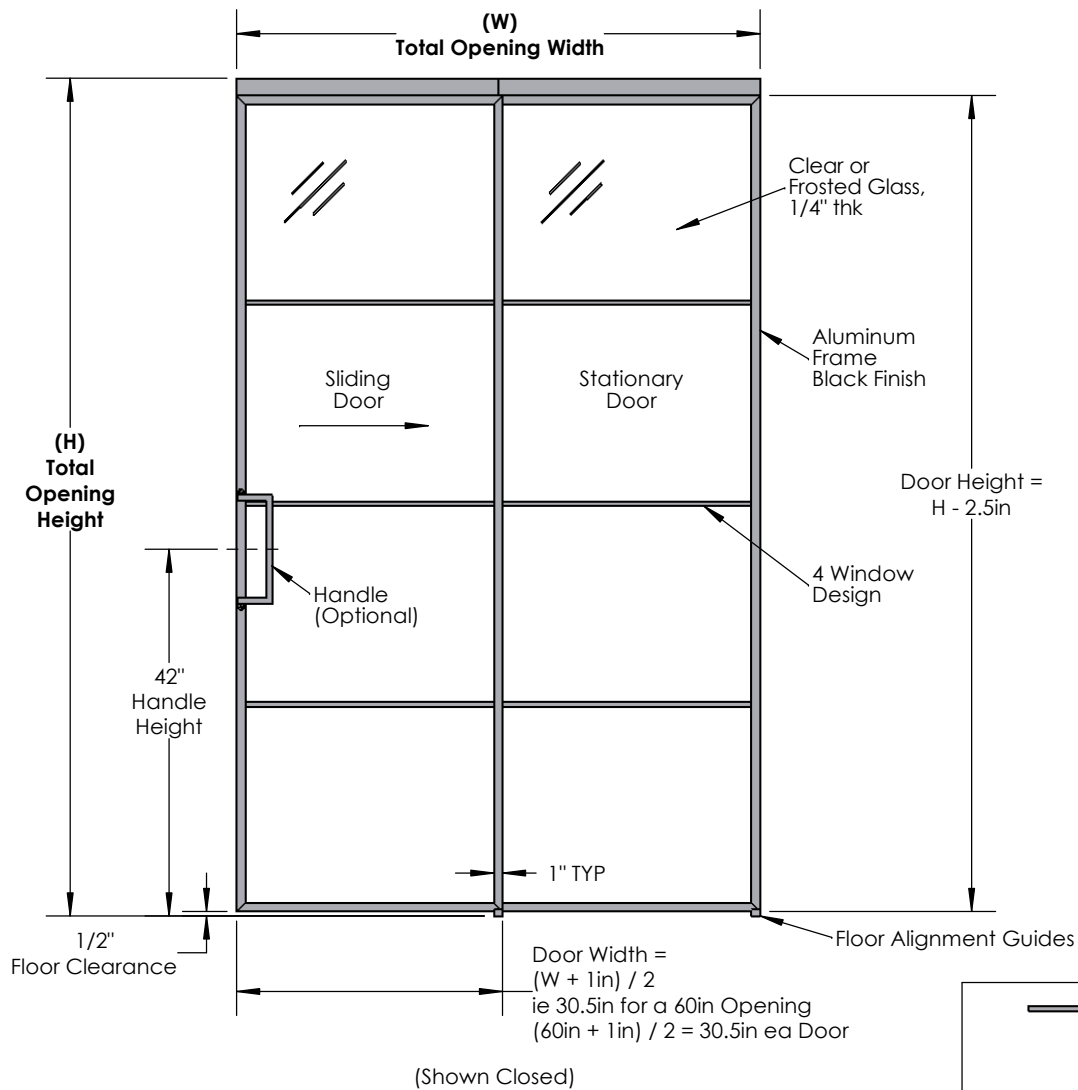 (W)
Total Opening Width
Clear or
Frosted Glass,
1/4" thk
Aluminum
Frame
Black Finish
Sliding
Door
Stationary
Door
(H)
Total
Opening
Height
Door Height =
H - 2.5in
4 Window
Design
Handle
(Optional)
42"
Handle
Height
1" TYP
1/2"
Floor Clearance
Floor Alignment Guides
Door Width =
(W + 1in) / 2
ie 30.5in for a 60in Opening
(60in + 1in) / 2 = 30.5in ea Door
(Shown Closed)